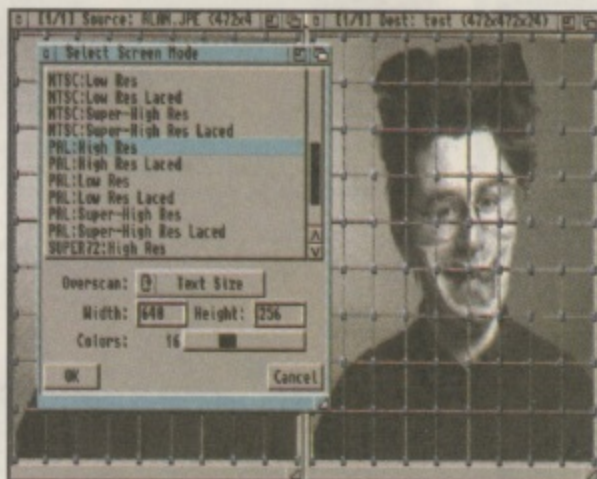 [1/1] Source: ALAN.JPE (472x4
[1/1] Dest: test (472x472x24)
Select Screen Mode
NTSC:Low Res
NTSC:Low Res Laced
NTSC:Super-High Res
NTSC:Super-High Res Laced
PAL:High Res
PAL:High Res Laced
PAL:Low Res
PAL:Low Res Laced
PAL:Super-High Res
PAL:Super-High Res Laced
SUPER72:High Res
Overscan: Text Size
Width: 640 Height: 256
Colors: 16
OK
Cancel